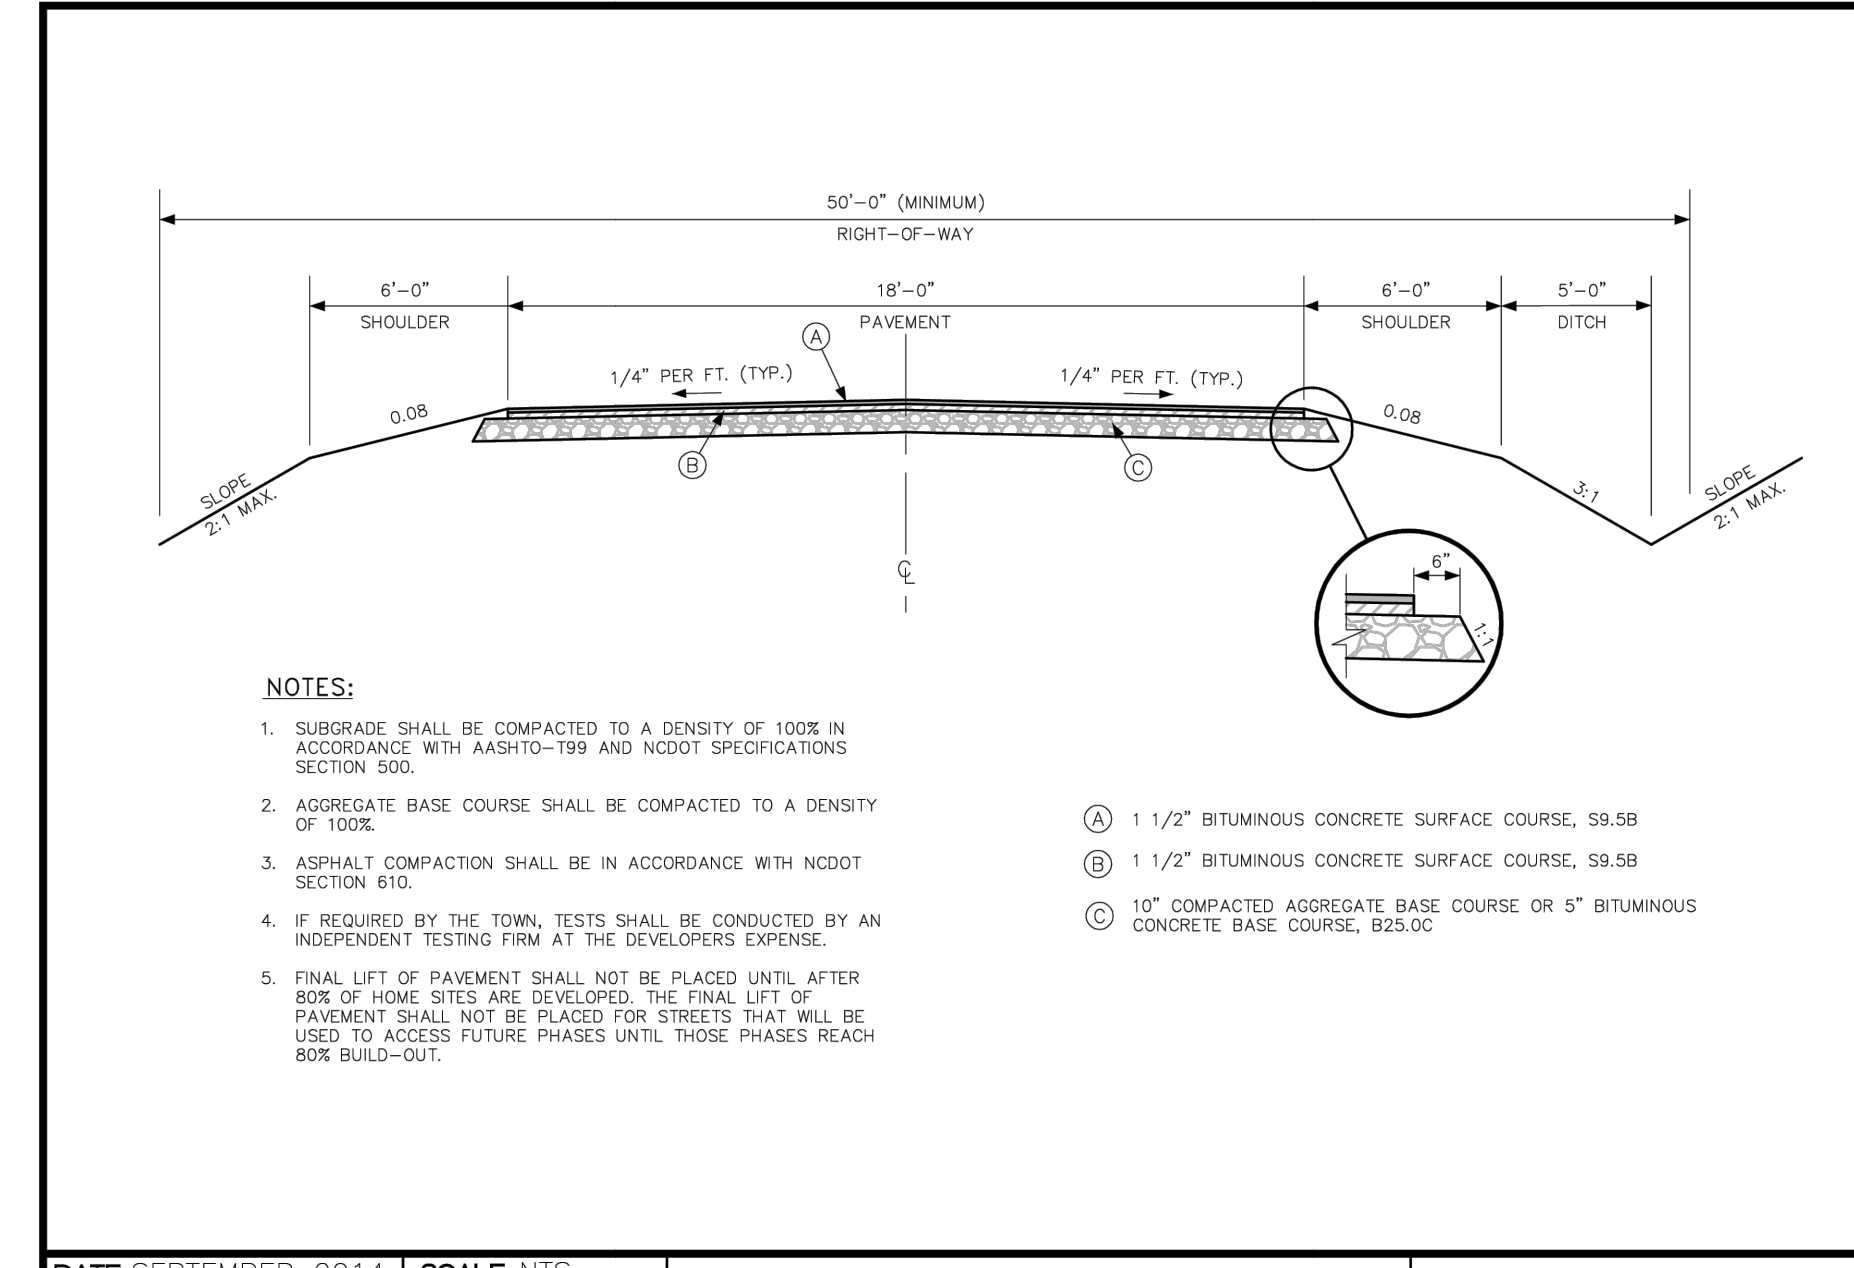 50'-0" (MINIMUM)
RIGHT-OF-WAY
6'-0"
SHOULDER
18'-0"
PAVEMENT
6'-0"
SHOULDER
5'-0"
DITCH
A
1/4" PER FT. (TYP.)
1/4" PER FT. (TYP.)
0.08
0.08
B
C
SLOPE
2:1 MAX.
3:1
SLOPE
2:1 MAX.
6"
1:1
CL
NOTES:
1. SUBGRADE SHALL BE COMPACTED TO A DENSITY OF 100% IN
ACCORDANCE WITH AASHTO-T99 AND NCDOT SPECIFICATIONS
SECTION 500.
2. AGGREGATE BASE COURSE SHALL BE COMPACTED TO A DENSITY
OF 100%.
3. ASPHALT COMPACTION SHALL BE IN ACCORDANCE WITH NCDOT
SECTION 610.
4. IF REQUIRED BY THE TOWN, TESTS SHALL BE CONDUCTED BY AN
INDEPENDENT TESTING FIRM AT THE DEVELOPERS EXPENSE.
5. FINAL LIFT OF PAVEMENT SHALL NOT BE PLACED UNTIL AFTER
80% OF HOME SITES ARE DEVELOPED. THE FINAL LIFT OF
PAVEMENT SHALL NOT BE PLACED FOR STREETS THAT WILL BE
USED TO ACCESS FUTURE PHASES UNTIL THOSE PHASES REACH
80% BUILD-OUT.
A 1 1/2" BITUMINOUS CONCRETE SURFACE COURSE, S9.5B
B 1 1/2" BITUMINOUS CONCRETE SURFACE COURSE, S9.5B
C 10" COMPACTED AGGREGATE BASE COURSE OR 5" BITUMINOUS
CONCRETE BASE COURSE, B25.0C
DATE SEPTEMBER, 2014 SCALE NTS